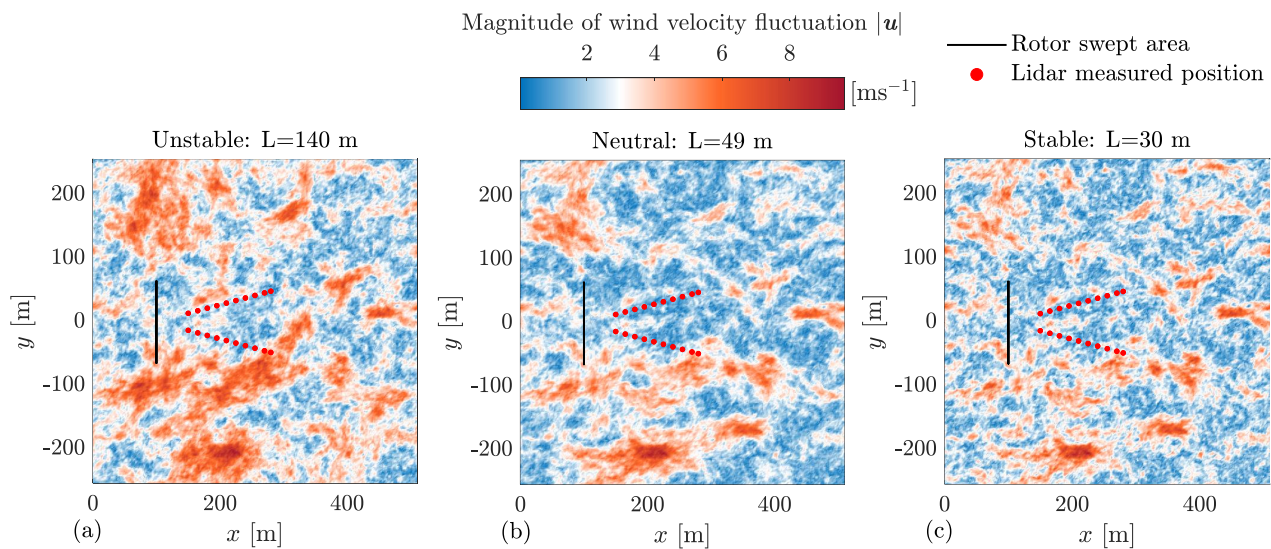 Magnitude of wind velocity fluctuation |u|
2 4 6 8
[ms⁻¹]
Rotor swept area
Lidar measured position
Unstable: L=140 m
Neutral: L=49 m
Stable: L=30 m
200
100
0
-100
-200
y [m]
0 200 400
x [m]
(a)
200
100
0
-100
-200
y [m]
0 200 400
x [m]
(b)
200
100
0
-100
-200
y [m]
0 200 400
x [m]
(c)